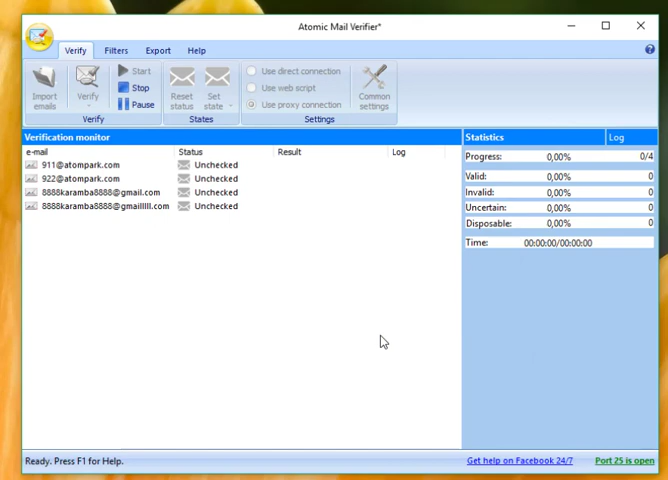 Atomic Mail Verifier*
Verify Filters Export Help
Import emails
Verify
Start
Stop
Pause
Verify
Reset status
Set state
States
Use direct connection
Use web script
Use proxy connection
Common settings
Settings
Verification monitor
e-mail Status Result Log
911@atompark.com Unchecked
922@atompark.com Unchecked
8888karamba8888@gmail.com Unchecked
8888karamba8888@gmailllll.com Unchecked
Statistics Log
Progress: 0,00% 0/4
Valid: 0,00% 0
Invalid: 0,00% 0
Uncertain: 0,00% 0
Disposable: 0,00% 0
Time: 00:00:00/00:00:00
Ready. Press F1 for Help.
Get help on Facebook 24/7 Port 25 is open